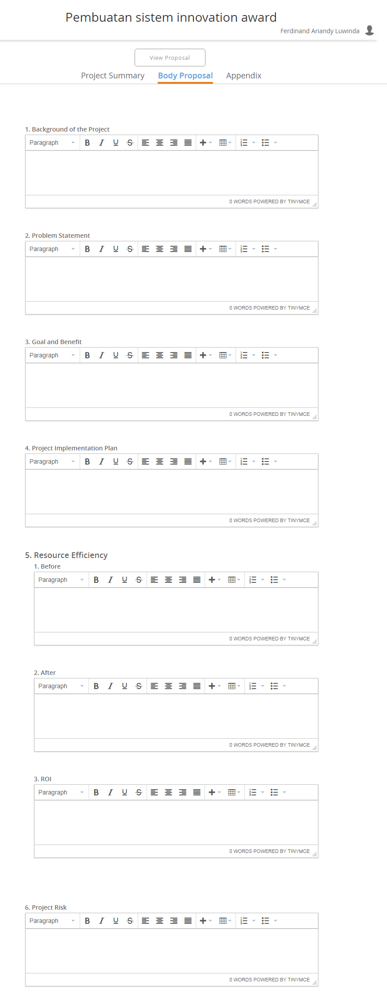 Pembuatan sistem innovation award
Ferdinand Ariandy Luwinda
View Proposal
Project Summary Body Proposal Appendix
1. Background of the Project
Paragraph B I U S
0 WORDS POWERED BY TINYMCE
2. Problem Statement
Paragraph B I U S
0 WORDS POWERED BY TINYMCE
3. Goal and Benefit
Paragraph B I U S
0 WORDS POWERED BY TINYMCE
4. Project Implementation Plan
Paragraph B I U S
0 WORDS POWERED BY TINYMCE
5. Resource Efficiency
1. Before
Paragraph B I U S
0 WORDS POWERED BY TINYMCE
2. After
Paragraph B I U S
0 WORDS POWERED BY TINYMCE
3. ROI
Paragraph B I U S
0 WORDS POWERED BY TINYMCE
6. Project Risk
Paragraph B I U S
0 WORDS POWERED BY TINYMCE